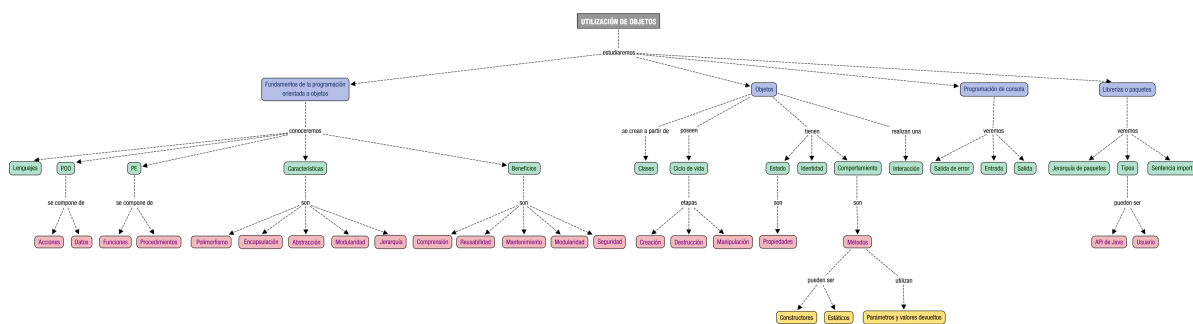 UTILIZACIÓN DE OBJETOS
estudiaremos
Fundamentos de la programación
orientada a objetos
Objetos
Programación de consola
Librerías o paquetes
conoceremos
se crean a partir de
poseen
tienen
realizan una
veremos
veremos
Lenguajes
POO
PE
Características
Beneficios
Clases
Ciclo de vida
Estado
Identidad
Comportamiento
Interacción
Salida de error
Entrada
Salida
Jerarquía de paquetes
Tipos
Sentencia import
se compone de
se compone de
son
son
etapas
son
son
pueden ser
Acciones
Datos
Funciones
Procedimientos
Polimorfismo
Encapsulación
Abstracción
Modularidad
Jerarquía
Comprensión
Reusabilidad
Mantenimiento
Modularidad
Seguridad
Creación
Destrucción
Manipulación
Propiedades
Métodos
API de Java
Usuario
pueden ser
utilizan
Constructores
Estáticos
Parámetros y valores devueltos